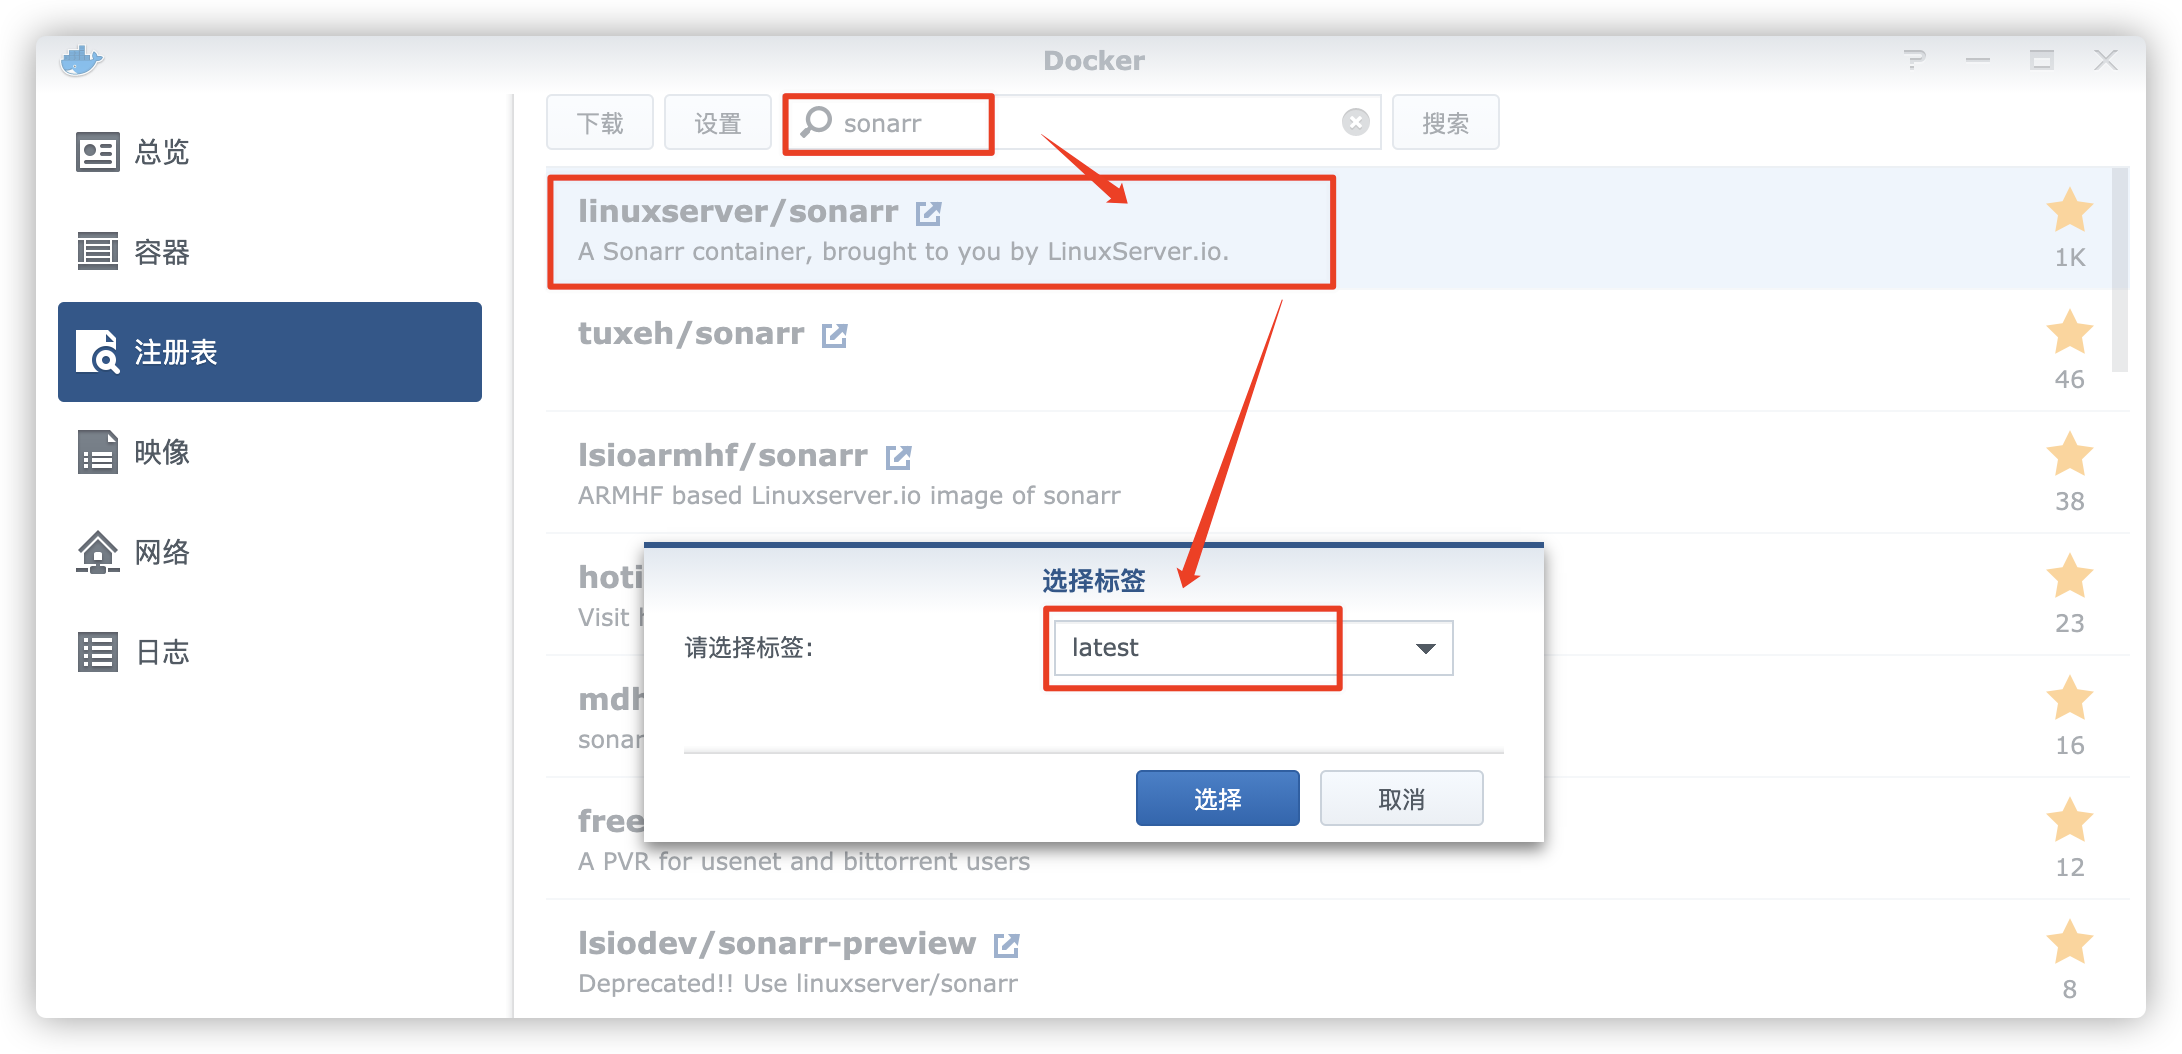 Docker
总览
容器
注册表
映像
网络
日志
下载
设置
sonarr
搜索
linuxserver/sonarr
A Sonarr container, brought to you by LinuxServer.io.
1K
tuxeh/sonarr
46
lsioarmhf/sonarr
ARMHF based Linuxserver.io image of sonarr
38
hoti
Visit
23
mdh
sonar
16
free
A PVR for usenet and bittorrent users
12
lsiodev/sonarr-preview
Deprecated!! Use linuxserver/sonarr
8
选择标签
请选择标签:
latest
选择
取消